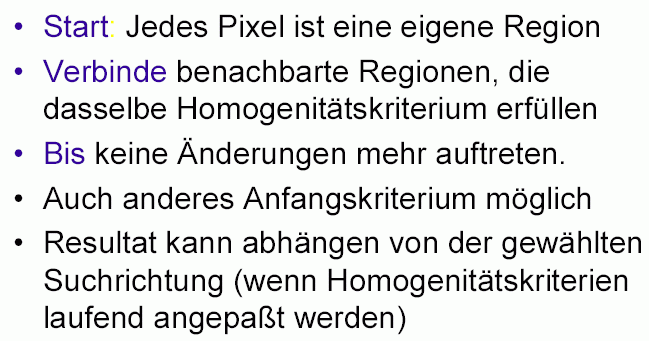 • Start: Jedes Pixel ist eine eigene Region
• Verbinde benachbarte Regionen, die
dasselbe Homogenitätskriterium erfüllen
• Bis keine Änderungen mehr auftreten.
• Auch anderes Anfangskriterium möglich
• Resultat kann abhängen von der gewählten
Suchrichtung (wenn Homogenitätskriterien
laufend angepaßt werden)